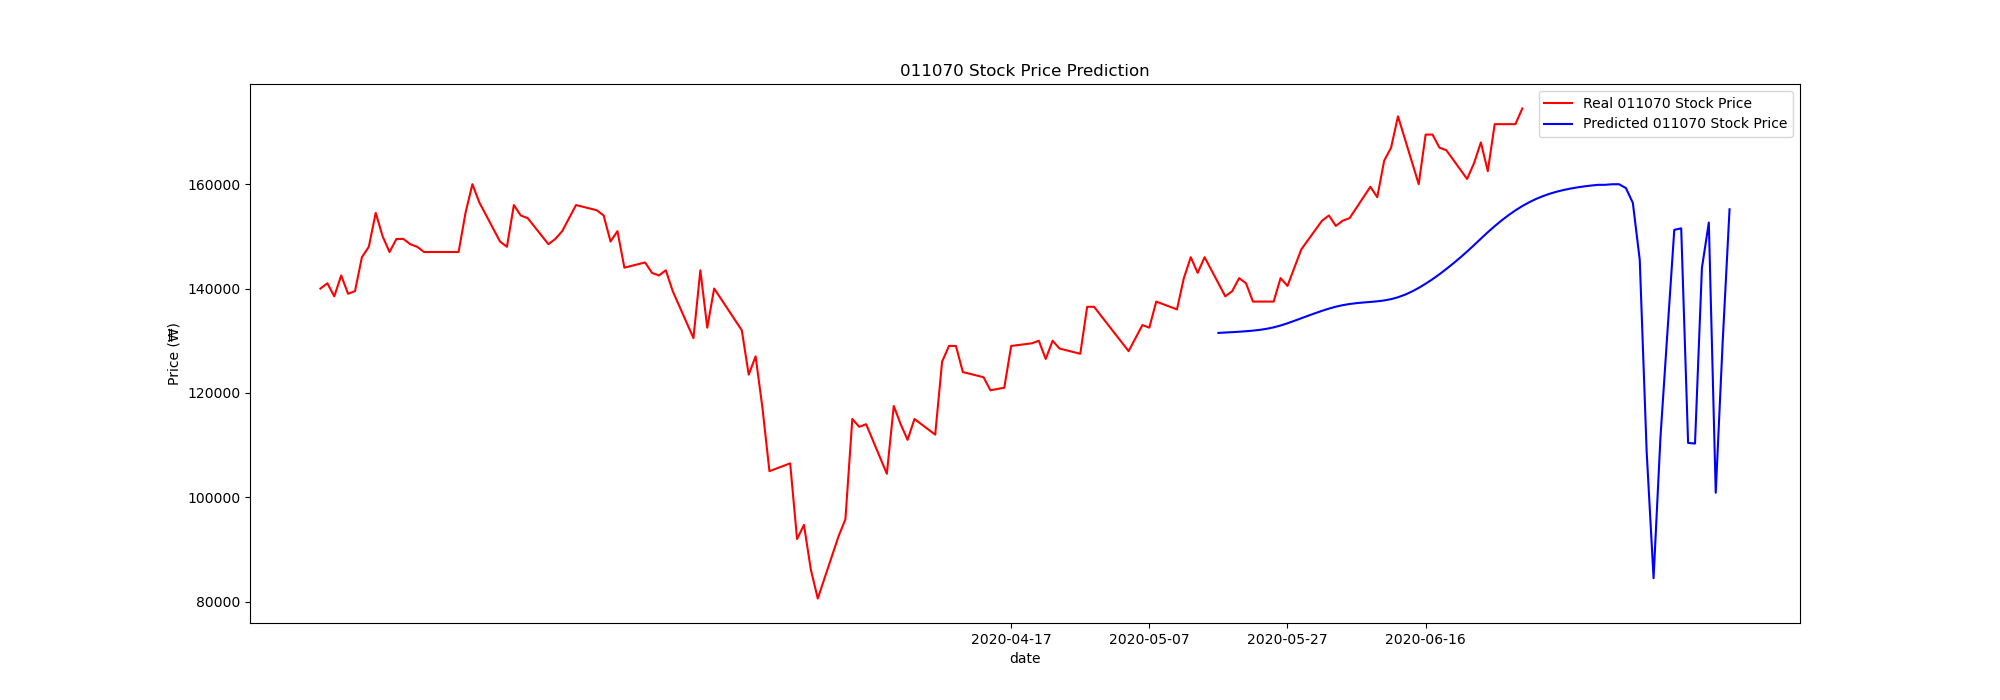 011070 Stock Price Prediction
Real 011070 Stock Price
Predicted 011070 Stock Price
Price (₩)
160000
140000
120000
100000
80000
2020-04-17
2020-05-07
2020-05-27
2020-06-16
date